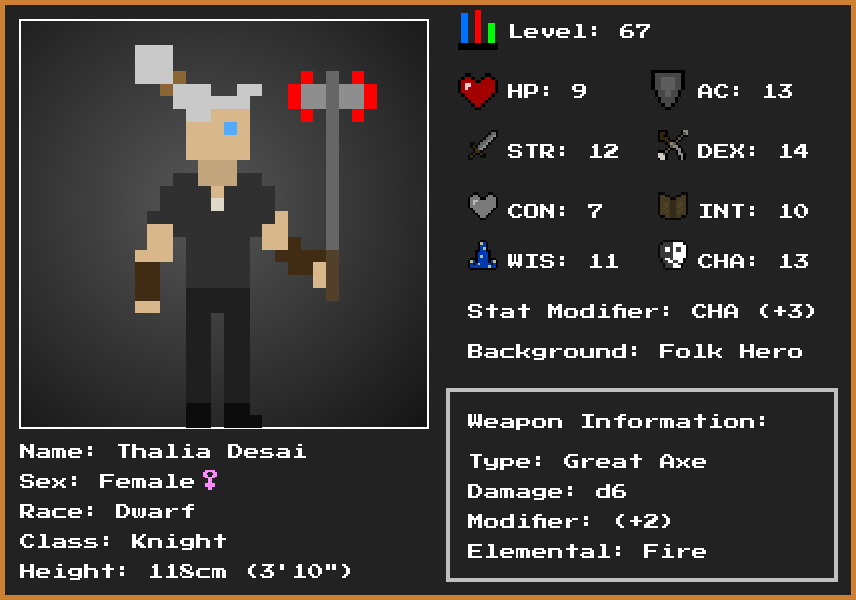 Level: 67
HP: 9
AC: 13
STR: 12
DEX: 14
CON: 7
INT: 10
WIS: 11
CHA: 13
Stat Modifier: CHA (+3)
Background: Folk Hero
Weapon Information:
Type: Great Axe
Damage: d6
Modifier: (+2)
Elemental: Fire
Name: Thalia Desai
Sex: Female♀
Race: Dwarf
Class: Knight
Height: 118cm (3'10")